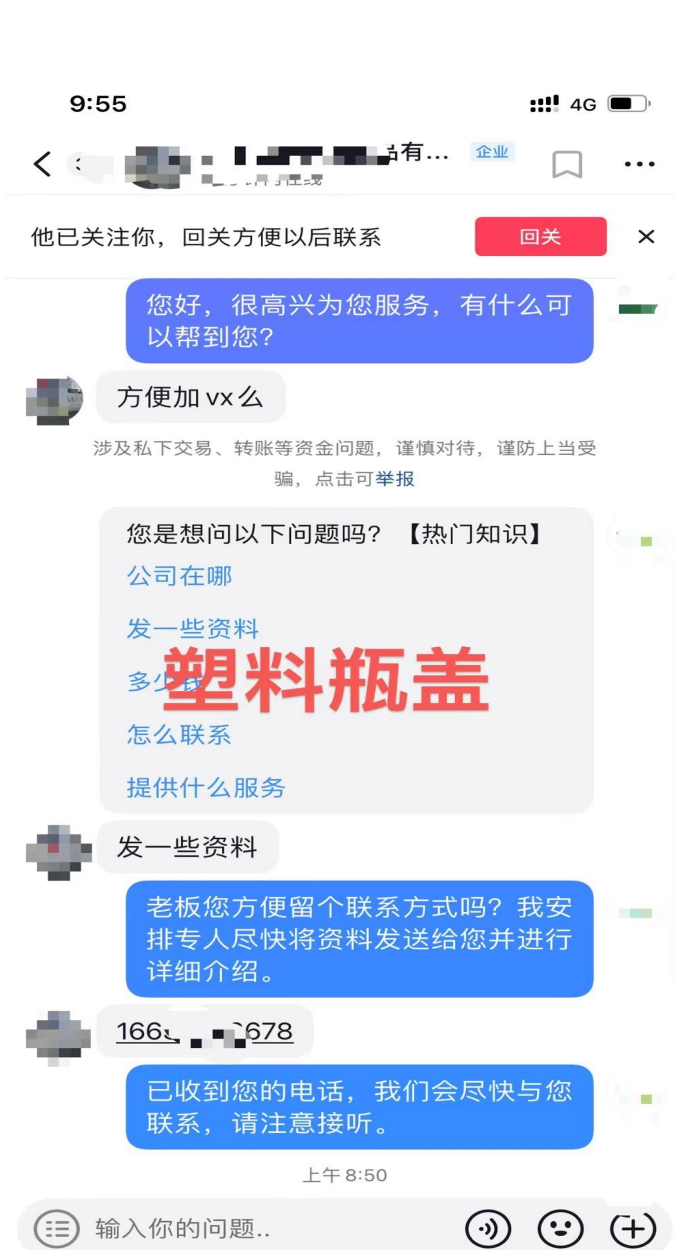 9:55
4G
有...
企业
他已关注你，回关方便以后联系
回关
您好，很高兴为您服务，有什么可
以帮到您？
方便加vx么
涉及私下交易、转账等资金问题，谨慎对待，谨防上当受
骗，点击可举报
您是想问以下问题吗？【热门知识】
公司在哪
发一些资料
多少钱
塑料瓶盖
怎么联系
提供什么服务
发一些资料
老板您方便留个联系方式吗？我安
排专人尽快将资料发送给您并进行
详细介绍。
166
678
已收到您的电话，我们会尽快与您
联系，请注意接听。
上午8:50
输入你的问题..